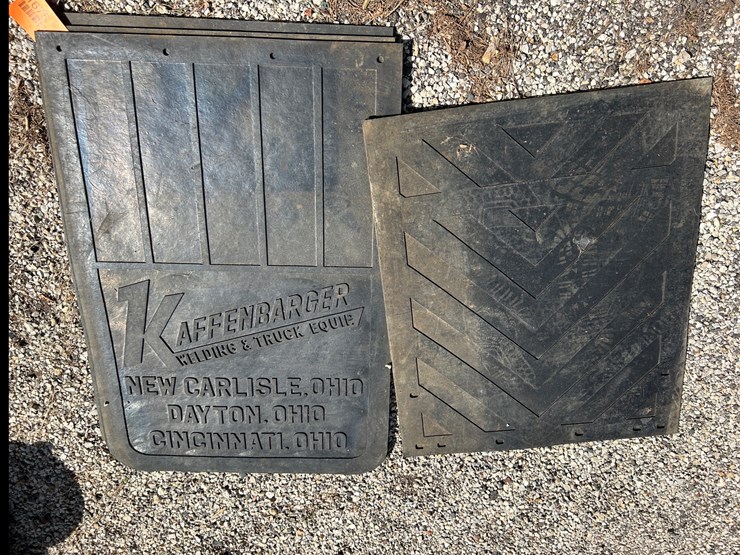 KAFFENBARGER
WELDING & TRUCK EQUIP.
NEW CARLISLE, OHIO
DAYTON, OHIO
CINCINNATI, OHIO